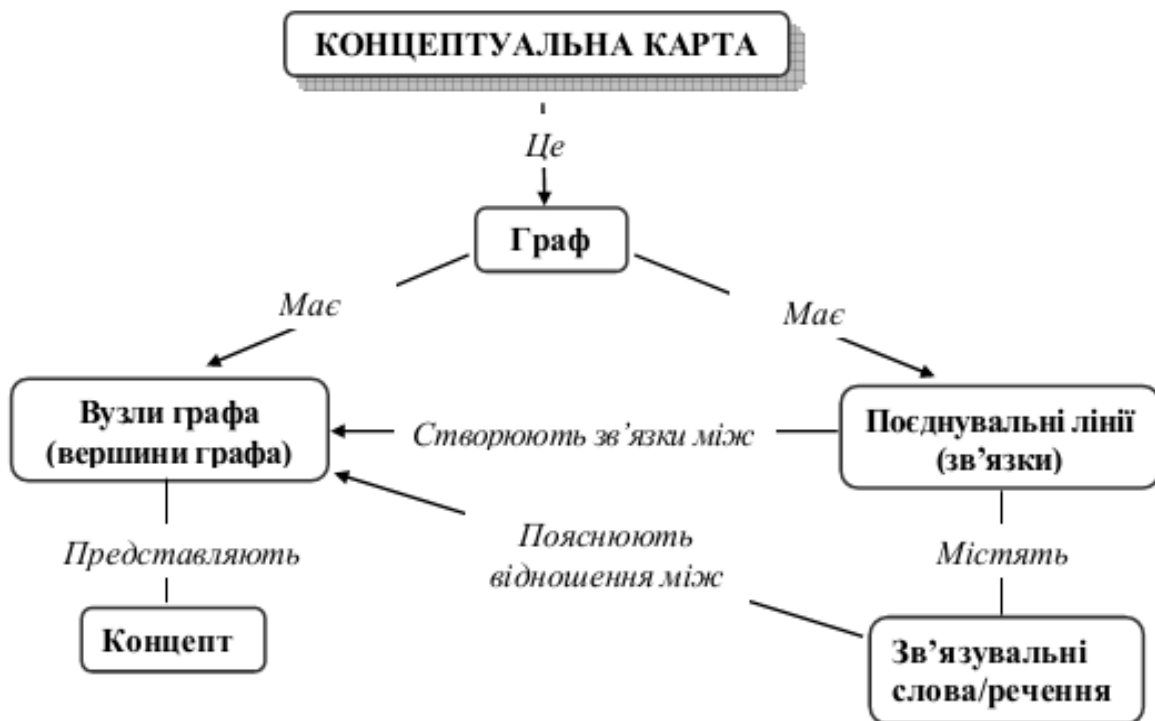 КОНЦЕПТУАЛЬНА КАРТА
Це
Граф
Має
Має
Вузли графа
(вершини графа)
Створюють зв’язки між
Поєднувальні лінії
(зв’язки)
Представляють
Пояснюють
відношення між
Містять
Концепт
Зв’язувальні
слова/речення